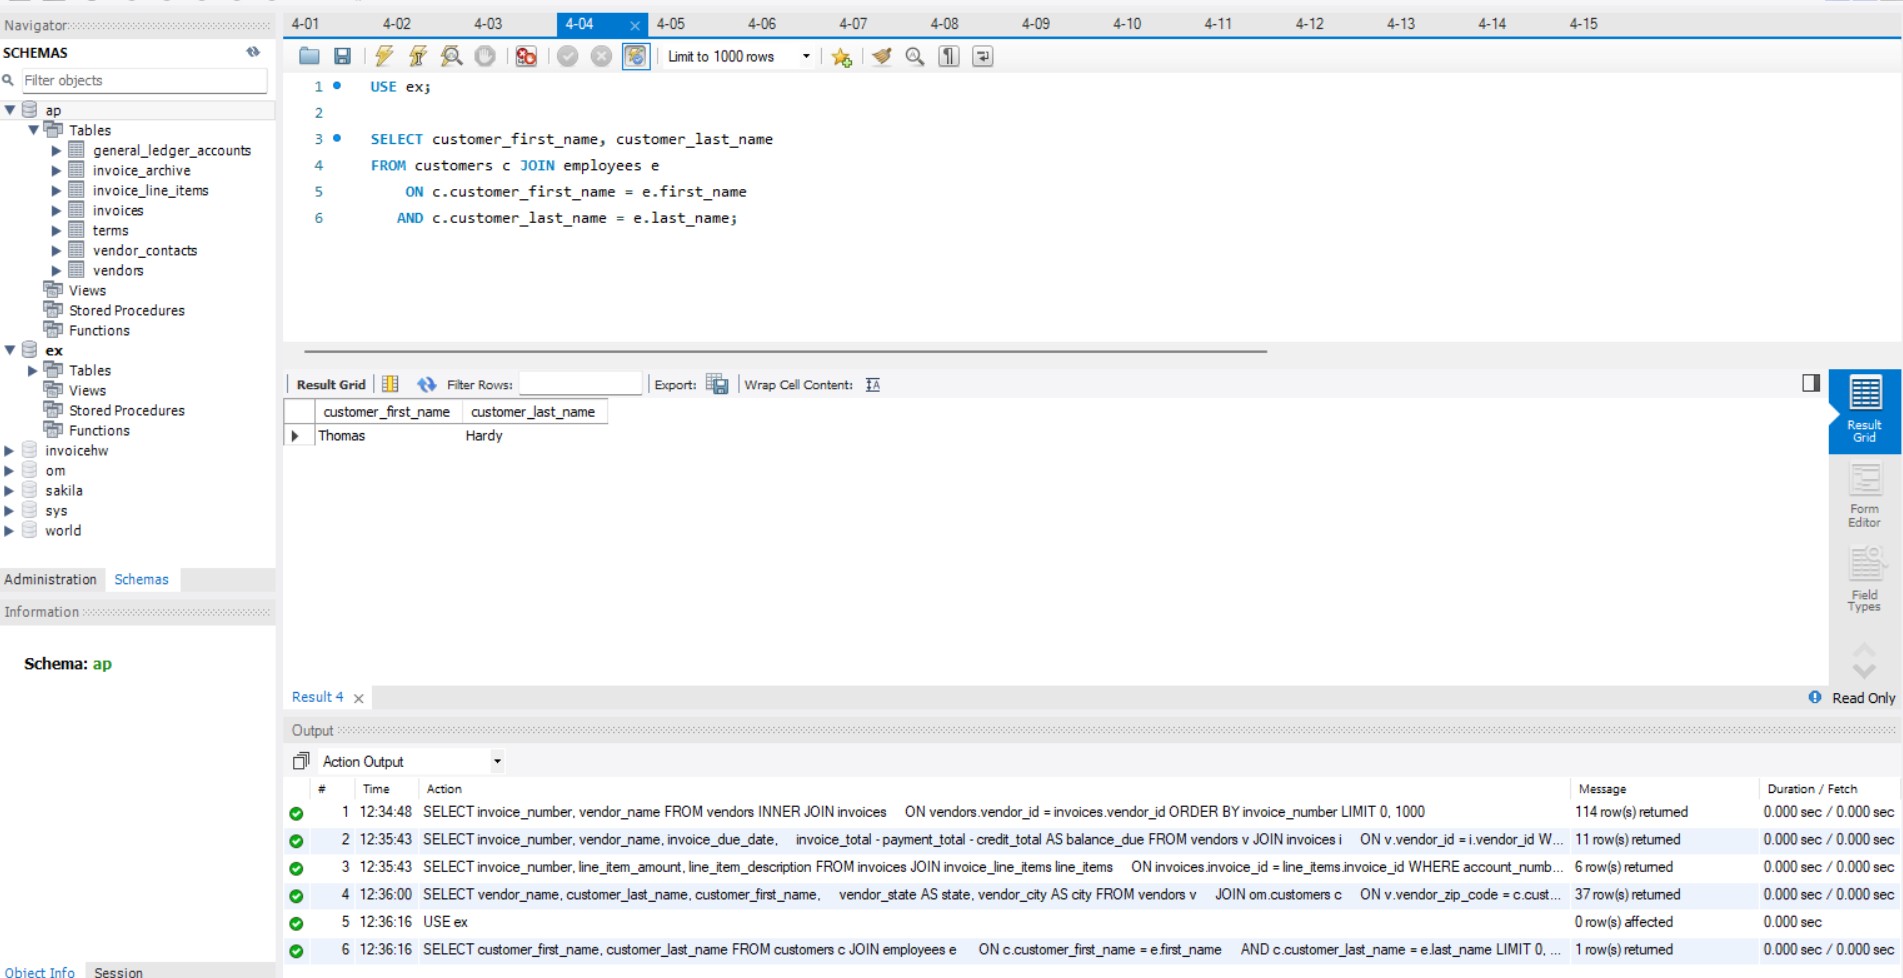 Navigator
SCHEMAS
Filter objects
ap
Tables
general_ledger_accounts
invoice_archive
invoice_line_items
invoices
terms
vendor_contacts
vendors
Views
Stored Procedures
Functions
ex
Tables
Views
Stored Procedures
Functions
invoicehw
om
sakila
sys
world
Administration Schemas
Information
Schema: ap
Object Info Session
4-01 4-02 4-03 4-04 4-05 4-06 4-07 4-08 4-09 4-10 4-11 4-12 4-13 4-14 4-15
Limit to 1000 rows
1 USE ex;
2
3 SELECT customer_first_name, customer_last_name
4 FROM customers c JOIN employees e
5 ON c.customer_first_name = e.first_name
6 AND c.customer_last_name = e.last_name;
Result Grid Filter Rows: Export: Wrap Cell Content:
customer_first_name customer_last_name
Thomas Hardy
Result Grid
Form Editor
Field Types
Result 4 Read Only
Output
Action Output
# Time Action Message Duration / Fetch
1 12:34:48 SELECT invoice_number, vendor_name FROM vendors INNER JOIN invoices ON vendors.vendor_id = invoices.vendor_id ORDER BY invoice_number LIMIT 0, 1000 114 row(s) returned 0.000 sec / 0.000 sec
2 12:35:43 SELECT invoice_number, vendor_name, invoice_due_date, invoice_total - payment_total - credit_total AS balance_due FROM vendors v JOIN invoices i ON v.vendor_id = i.vendor_id W... 11 row(s) returned 0.000 sec / 0.000 sec
3 12:35:43 SELECT invoice_number, line_item_amount, line_item_description FROM invoices JOIN invoice_line_items line_items ON invoices.invoice_id = line_items.invoice_id WHERE account_numb... 6 row(s) returned 0.000 sec / 0.000 sec
4 12:36:00 SELECT vendor_name, customer_last_name, customer_first_name, vendor_state AS state, vendor_city AS city FROM vendors v JOIN om.customers c ON v.vendor_zip_code = c.cust... 37 row(s) returned 0.000 sec / 0.000 sec
5 12:36:16 USE ex 0 row(s) affected 0.000 sec
6 12:36:16 SELECT customer_first_name, customer_last_name FROM customers c JOIN employees e ON c.customer_first_name = e.first_name AND c.customer_last_name = e.last_name LIMIT 0, ... 1 row(s) returned 0.000 sec / 0.000 sec